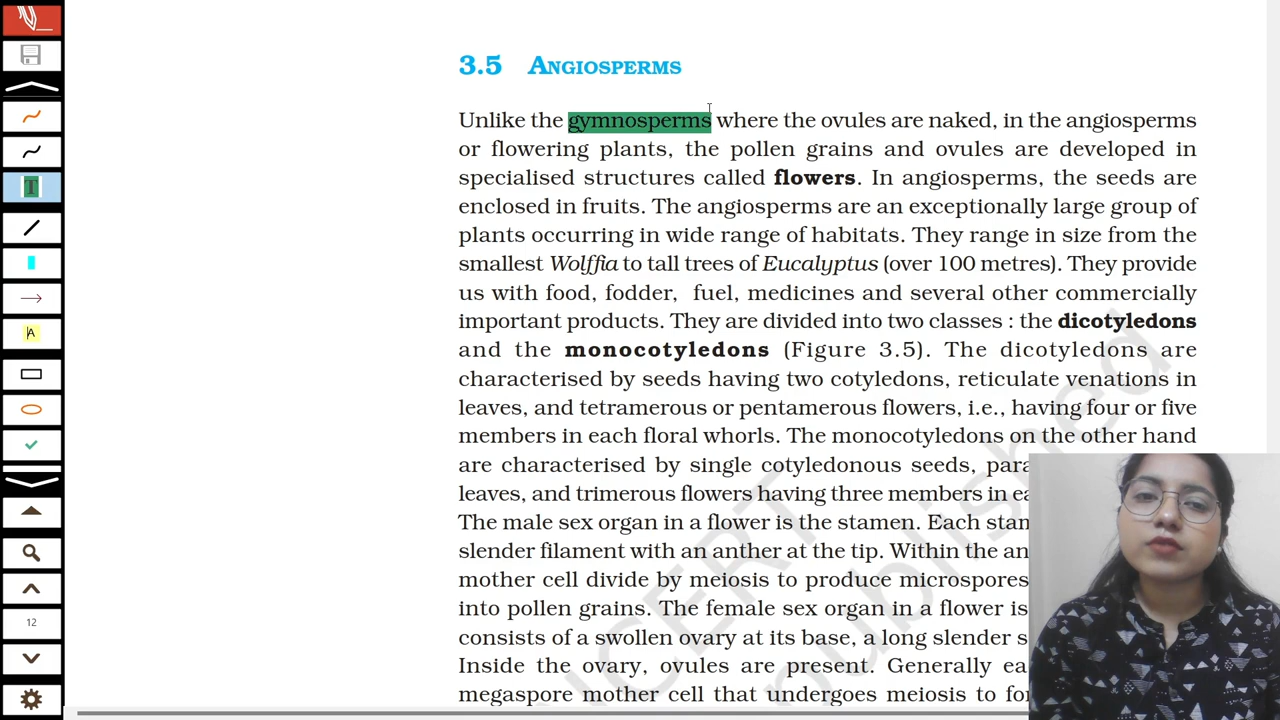 3.5 ANGIOSPERMS
Unlike the gymnosperms where the ovules are naked, in the angiosperms
or flowering plants, the pollen grains and ovules are developed in
specialised structures called flowers. In angiosperms, the seeds are
enclosed in fruits. The angiosperms are an exceptionally large group of
plants occurring in wide range of habitats. They range in size from the
smallest Wolffia to tall trees of Eucalyptus (over 100 metres). They provide
us with food, fodder, fuel, medicines and several other commercially
important products. They are divided into two classes : the dicotyledons
and the monocotyledons (Figure 3.5). The dicotyledons are
characterised by seeds having two cotyledons, reticulate venations in
leaves, and tetramerous or pentamerous flowers, i.e., having four or five
members in each floral whorls. The monocotyledons on the other hand
are characterised by single cotyledonous seeds, para
leaves, and trimerous flowers having three members in ea
The male sex organ in a flower is the stamen. Each stam
slender filament with an anther at the tip. Within the an
mother cell divide by meiosis to produce microspores
into pollen grains. The female sex organ in a flower is
consists of a swollen ovary at its base, a long slender s
Inside the ovary, ovules are present. Generally ea
megaspore mother cell that undergoes meiosis to for
T
A
12
NCERT
published